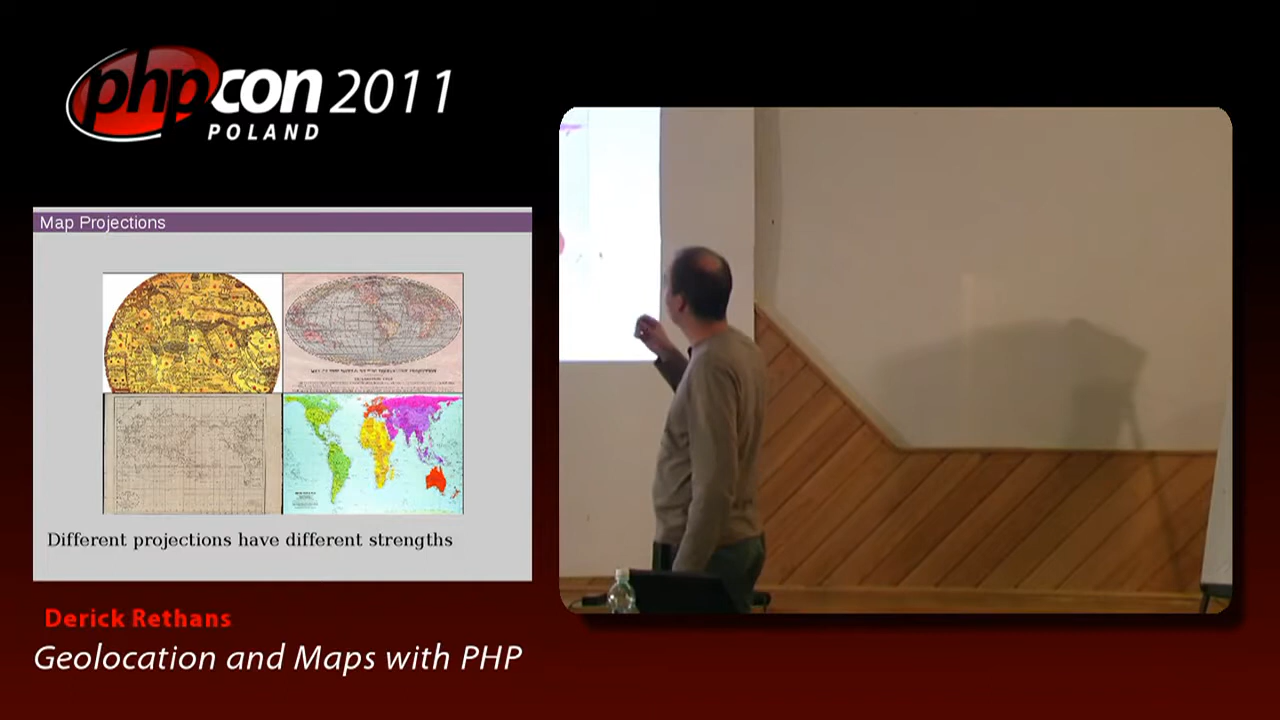 phpcon 2011
POLAND
Map Projections
Different projections have different strengths
Derick Rethans
Geolocation and Maps with PHP